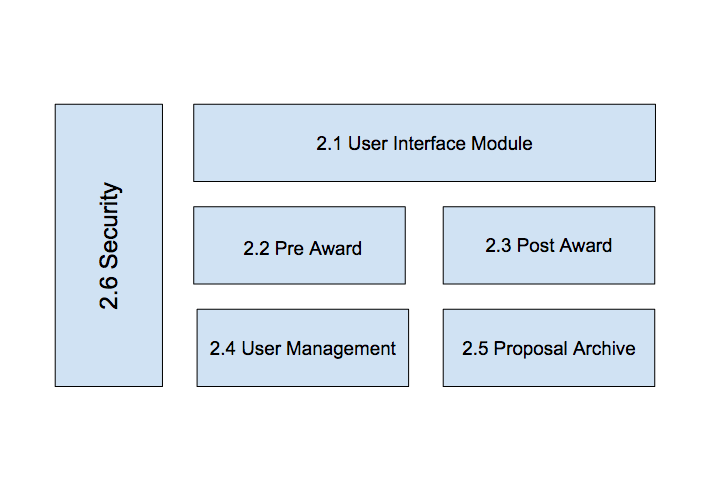 2.6 Security
2.1 User Interface Module
2.2 Pre Award
2.3 Post Award
2.4 User Management
2.5 Proposal Archive